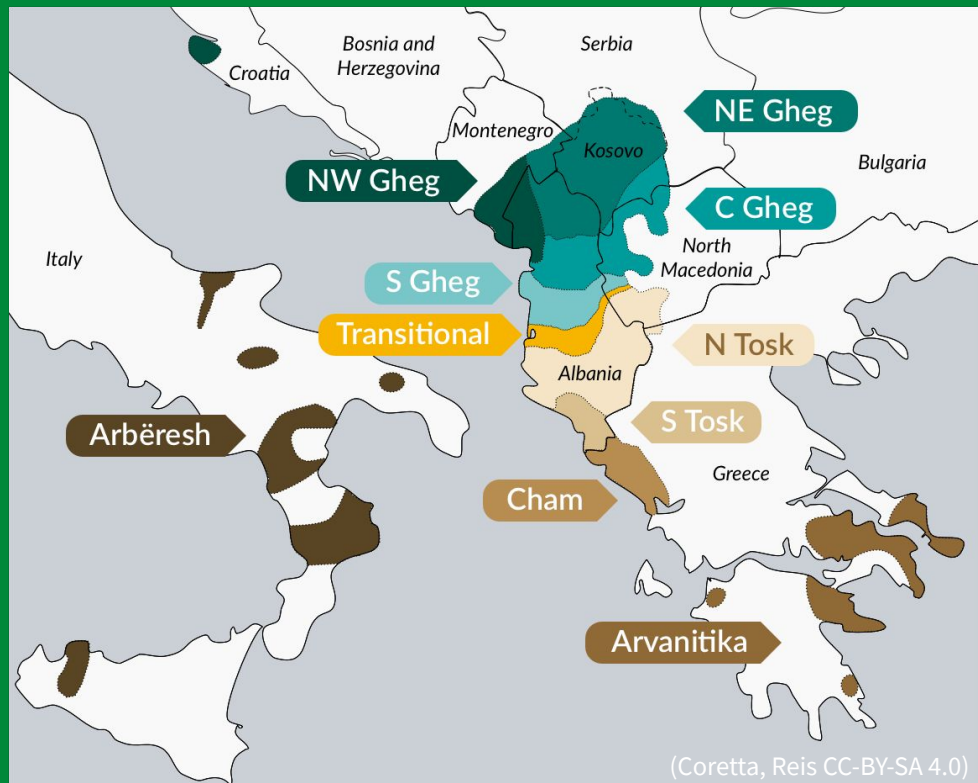 Bosnia and
Herzegovina
Serbia
Croatia
NE Gheg
Montenegro
Kosovo
Bulgaria
NW Gheg
C Gheg
North
Macedonia
Italy
S Gheg
Transitional
N Tosk
Albania
S Tosk
Arbëresh
Greece
Cham
Arvanitika
(Coretta, Reis CC-BY-SA 4.0)